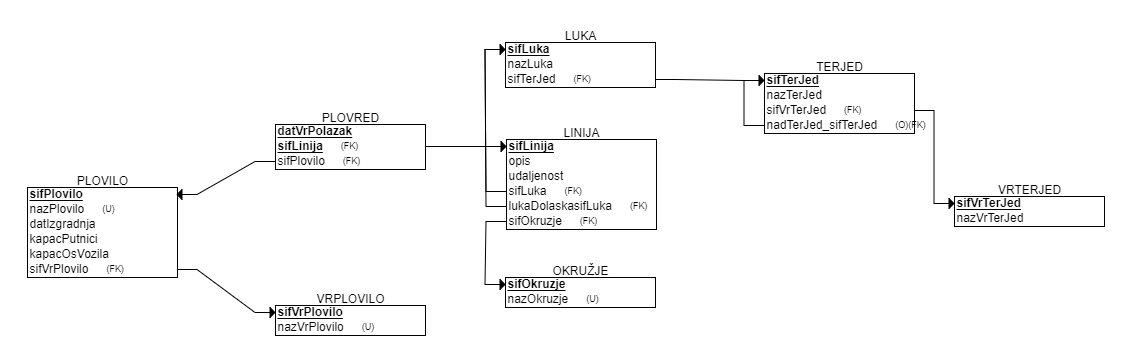 LUKA
sifLuka
nazLuka
sifTerJed (FK)
TERJED
sifTerJed
nazTerJed
sifVrTerJed (FK)
nadTerJed_sifTerJed (O)(FK)
PLOVRED
datVrPolazak
sifLinija (FK)
sifPlovilo (FK)
LINIJA
sifLinija
opis
udaljenost
sifLuka (FK)
lukaDolaskasifLuka (FK)
sifOkruzje (FK)
PLOVILO
sifPlovilo
nazPlovilo (U)
datIzgradnja
kapacPutnici
kapacOsVozila
sifVrPlovilo (FK)
VRTERJED
sifVrTerJed
nazVrTerJed
OKRUŽJE
sifOkruzje
nazOkruzje (U)
VRPLOVILO
sifVrPlovilo
nazVrPlovilo (U)